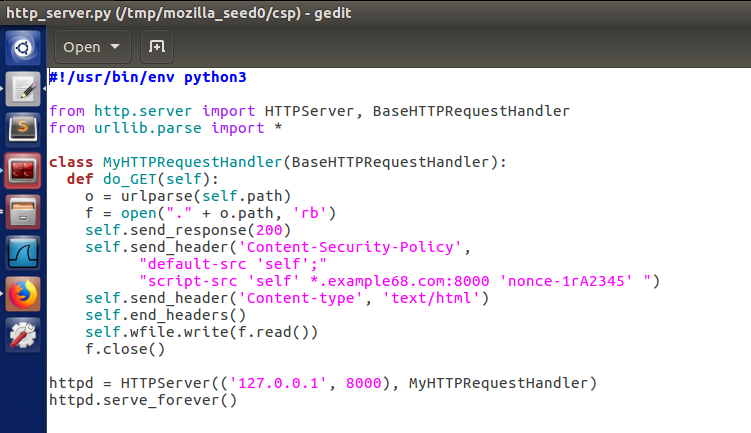 http_server.py (/tmp/mozilla_seed0/csp) - gedit
Open
#!/usr/bin/env python3
from http.server import HTTPServer, BaseHTTPRequestHandler
from urllib.parse import *
class MyHTTPRequestHandler(BaseHTTPRequestHandler):
  def do_GET(self):
    o = urlparse(self.path)
    f = open("." + o.path, 'rb')
    self.send_response(200)
    self.send_header('Content-Security-Policy',
          "default-src 'self';"
          "script-src 'self' *.example68.com:8000 'nonce-1rA2345' ")
    self.send_header('Content-type', 'text/html')
    self.end_headers()
    self.wfile.write(f.read())
    f.close()
httpd = HTTPServer(('127.0.0.1', 8000), MyHTTPRequestHandler)
httpd.serve_forever()